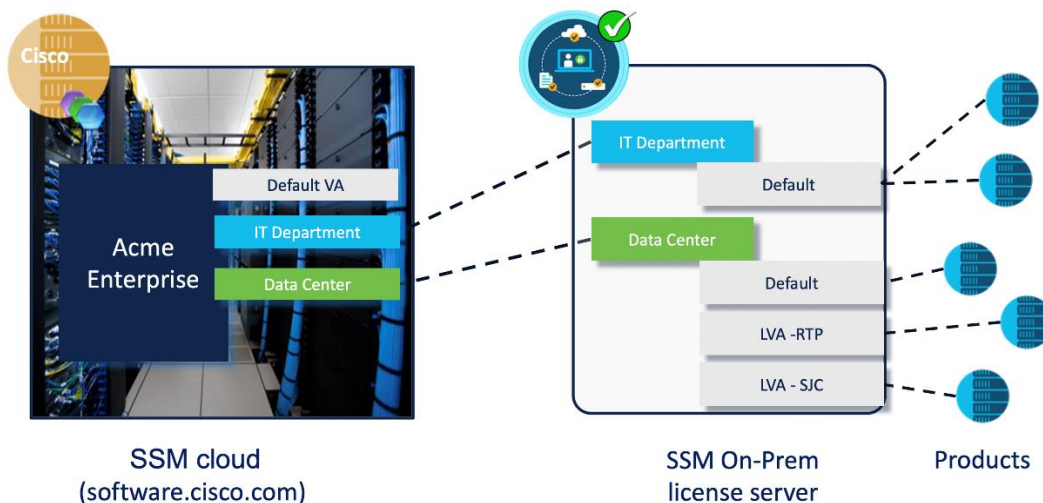 Cisco
Default VA
IT Department
Acme
Enterprise
Data Center
SSM cloud
(software.cisco.com)
IT Department
Default
Data Center
Default
LVA -RTP
LVA - SJC
SSM On-Prem
license server
Products